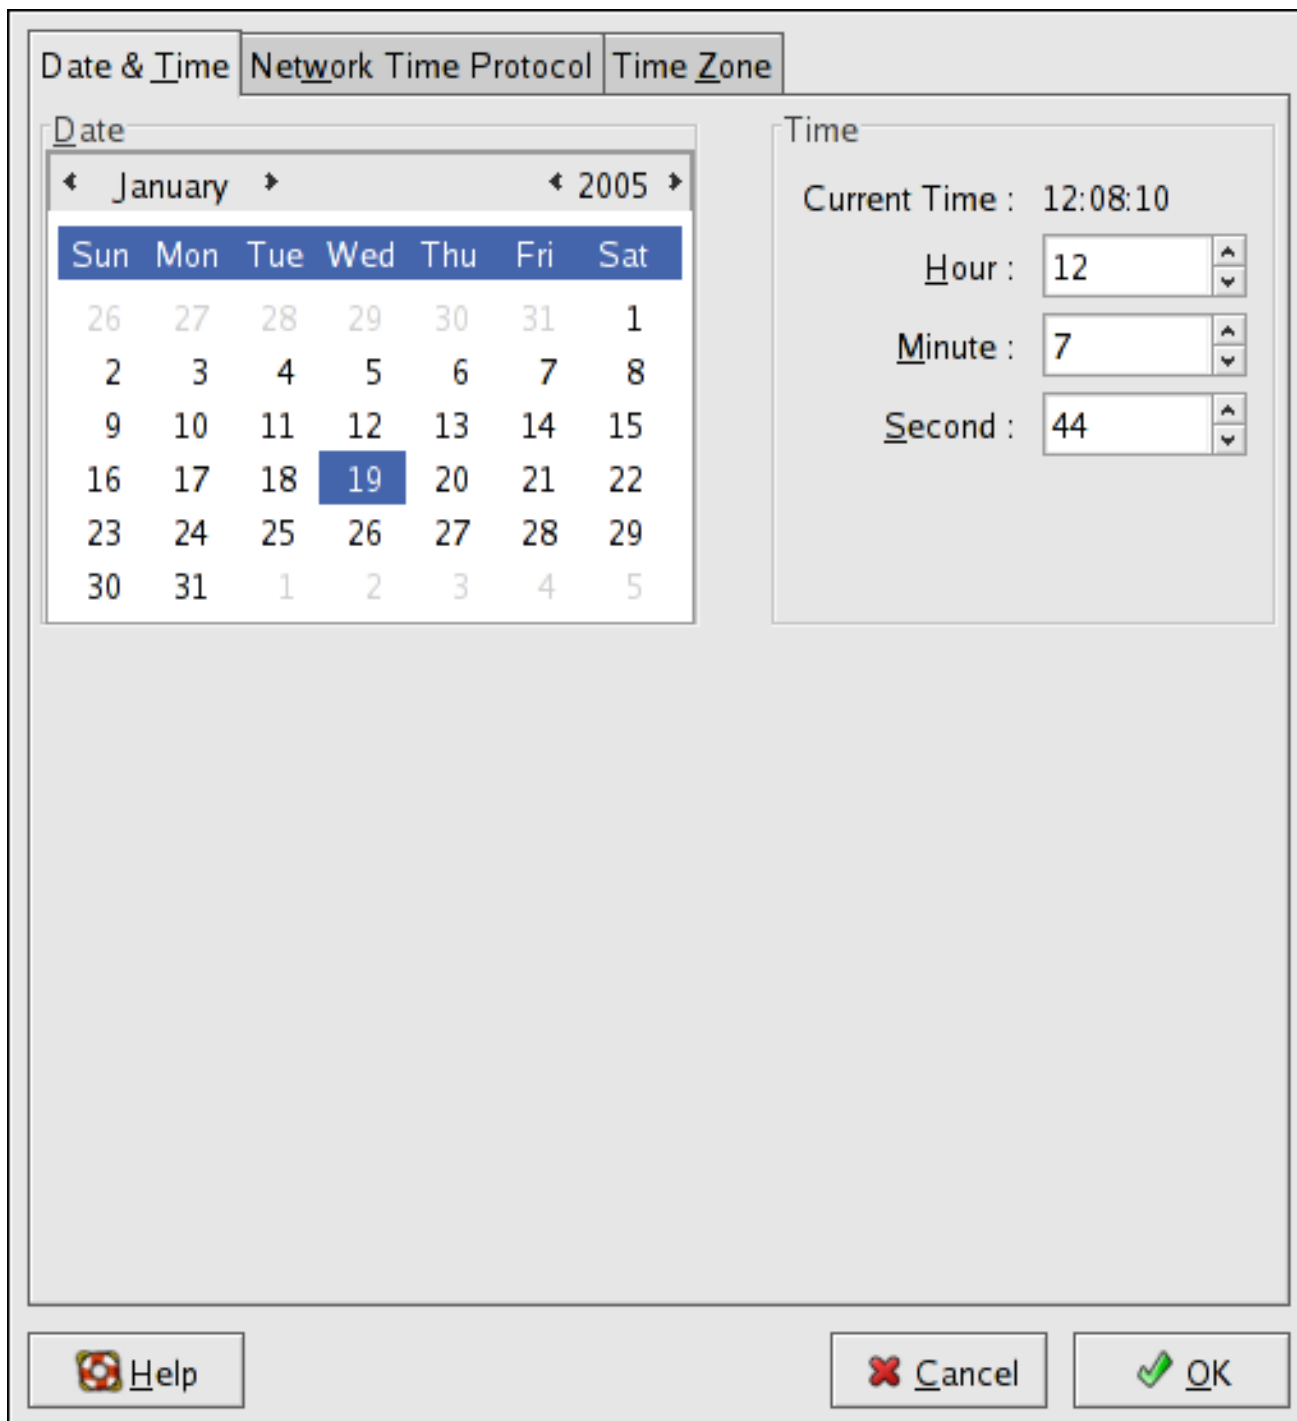 Date & Time Network Time Protocol Time Zone
Date
January 2005
Sun Mon Tue Wed Thu Fri Sat
26 27 28 29 30 31 1
2 3 4 5 6 7 8
9 10 11 12 13 14 15
16 17 18 19 20 21 22
23 24 25 26 27 28 29
30 31 1 2 3 4 5
Time
Current Time : 12:08:10
Hour : 12
Minute : 7
Second : 44
Help Cancel OK